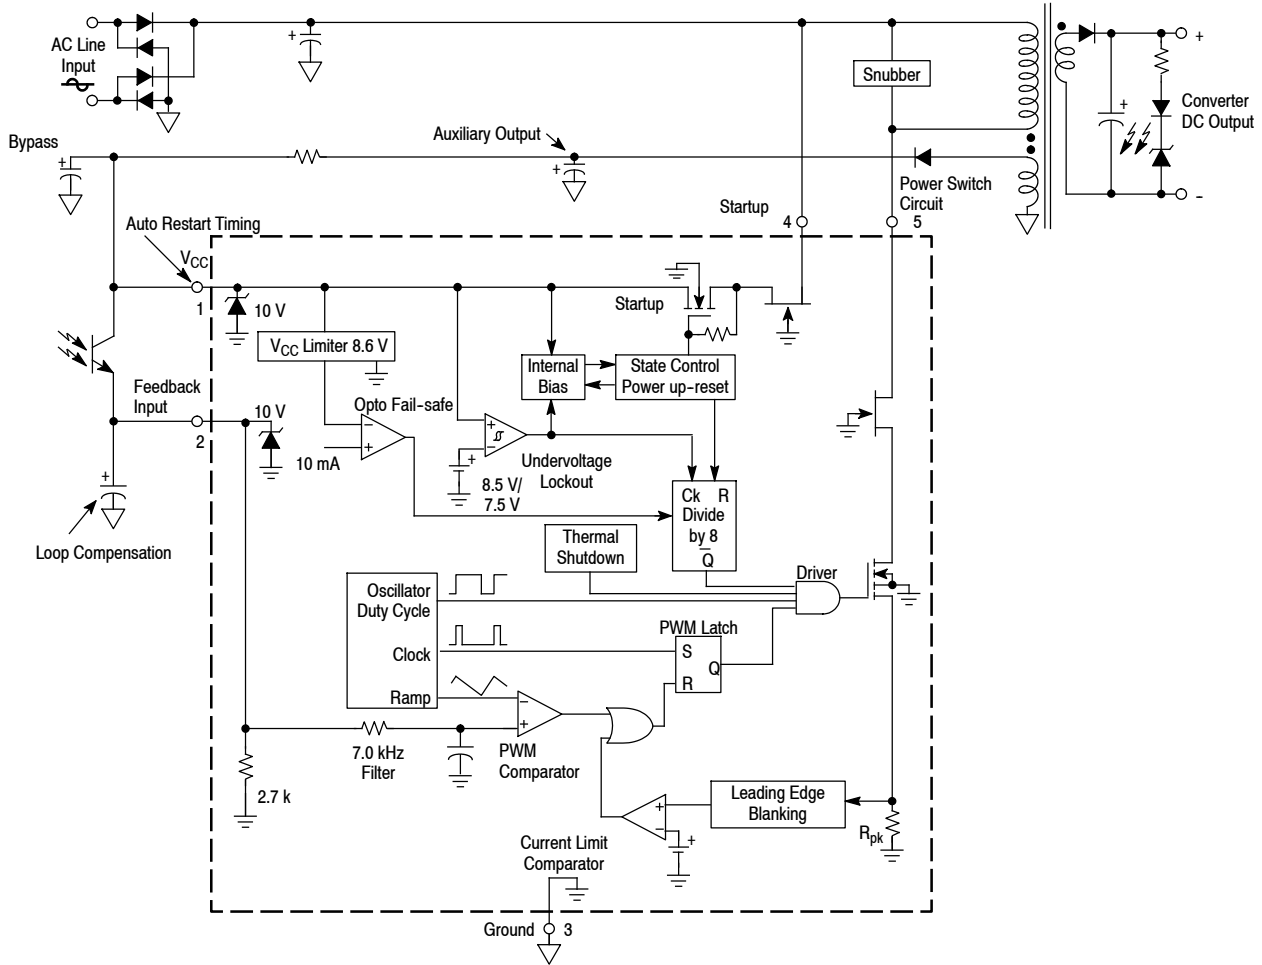 AC Line
Input
+
+
Snubber
Converter
DC Output
+
-
Bypass
+
Auxiliary Output
+
Power Switch
Circuit
Startup
4
5
Auto Restart Timing
VCC
1
10 V
Startup
VCC Limiter 8.6 V
Internal
Bias
State Control
Power up-reset
Feedback
Input
2
10 V
Opto Fail-safe
-
+
10 mA
+
-
+
8.5 V/
7.5 V
Undervoltage
Lockout
+
Loop Compensation
Ck R
Divide
by 8
Q̅
Thermal
Shutdown
Driver
Oscillator
Duty Cycle
Clock
Ramp
PWM Latch
S
Q
R
-
+
PWM
Comparator
7.0 kHz
Filter
2.7 k
Leading Edge
Blanking
+
-
+
Rpk
Current Limit
Comparator
Ground
3